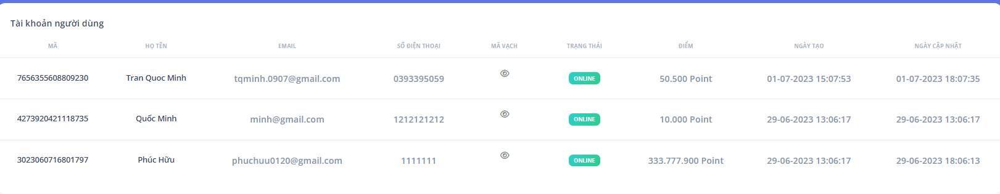 Tài khoản người dùng
MÃ HỌ TÊN EMAIL SỐ ĐIỆN THOẠI MÃ VẠCH TRẠNG THÁI ĐIỂM NGÀY TẠO NGÀY CẬP NHẬT
7656355608809230 Tran Quoc Minh tqminh.0907@gmail.com 0393395059 ONLINE 50.500 Point 01-07-2023 15:07:53 01-07-2023 18:07:35
4273920421118735 Quốc Minh minh@gmail.com 1212121212 ONLINE 10.000 Point 29-06-2023 13:06:17 29-06-2023 13:06:17
3023060716801797 Phúc Hữu phuchuu0120@gmail.com 1111111 ONLINE 333.777.900 Point 29-06-2023 13:06:17 29-06-2023 18:06:13